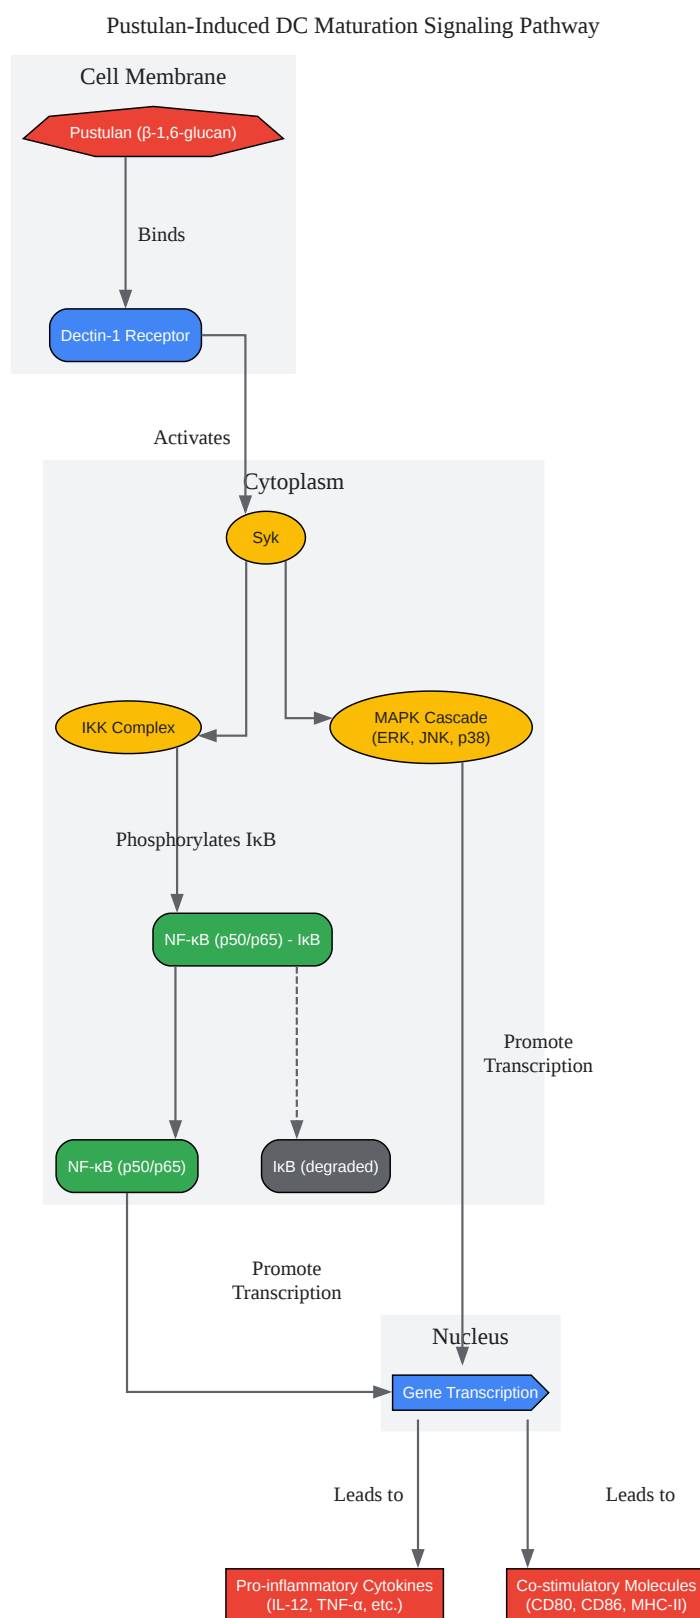 Pustulan-Induced DC Maturation Signaling Pathway
Cell Membrane
Pustulan (β-1,6-glucan)
Binds
Dectin-1 Receptor
Activates
Cytoplasm
Syk
IKK Complex
MAPK Cascade
(ERK, JNK, p38)
Phosphorylates IκB
NF-κB (p50/p65) - IκB
Promote
Transcription
NF-κB (p50/p65)
IκB (degraded)
Promote
Transcription
Nucleus
Gene Transcription
Leads to
Leads to
Pro-inflammatory Cytokines
(IL-12, TNF-α, etc.)
Co-stimulatory Molecules
(CD80, CD86, MHC-II)